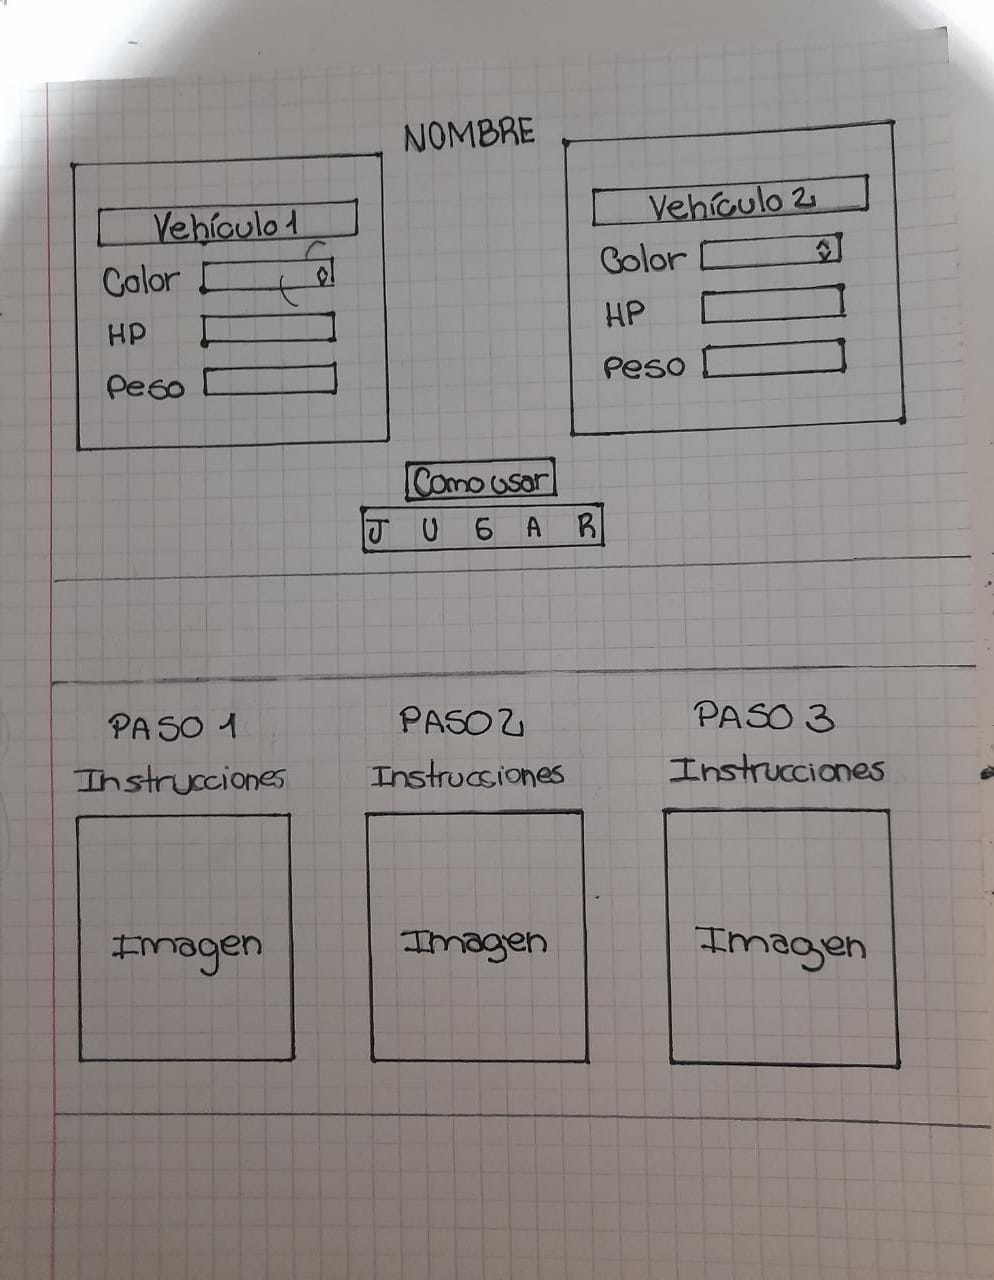 NOMBRE
Vehículo 1
Color
HP
Peso
Vehículo 2
Color
HP
Peso
Como usar
JUGAR
PASO 1
Instrucciones
Imagen
PASO 2
Instrucciones
Imagen
PASO 3
Instrucciones
Imagen